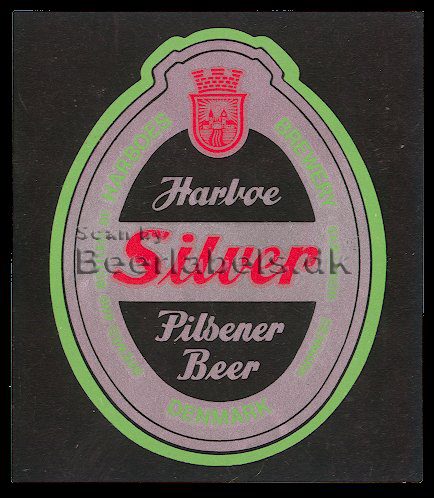 HARBOES BREWERY
Harboe
Scan by
Silver
Beerlabels.dk
Pilsener
Beer
DENMARK